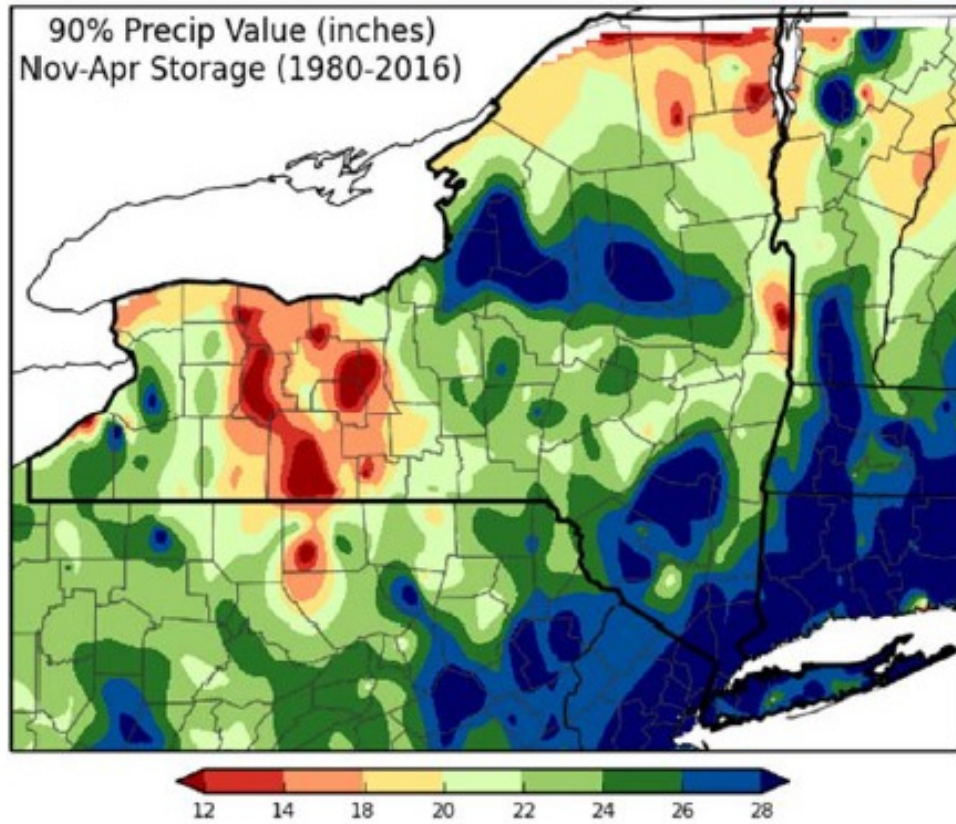 90% Precip Value (inches)
Nov-Apr Storage (1980-2016)
12 14 18 20 22 24 26 28